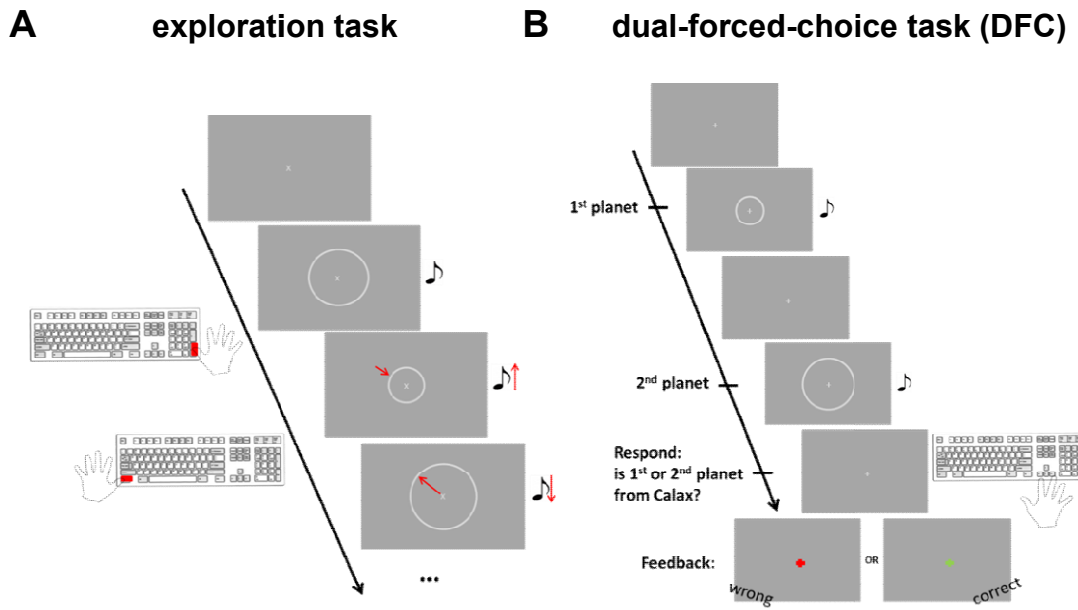 A
exploration task
...
B
dual-forced-choice task (DFC)
1st planet
2nd planet
Respond:
is 1st or 2nd planet
from Calax?
Feedback:
OR
wrong
correct